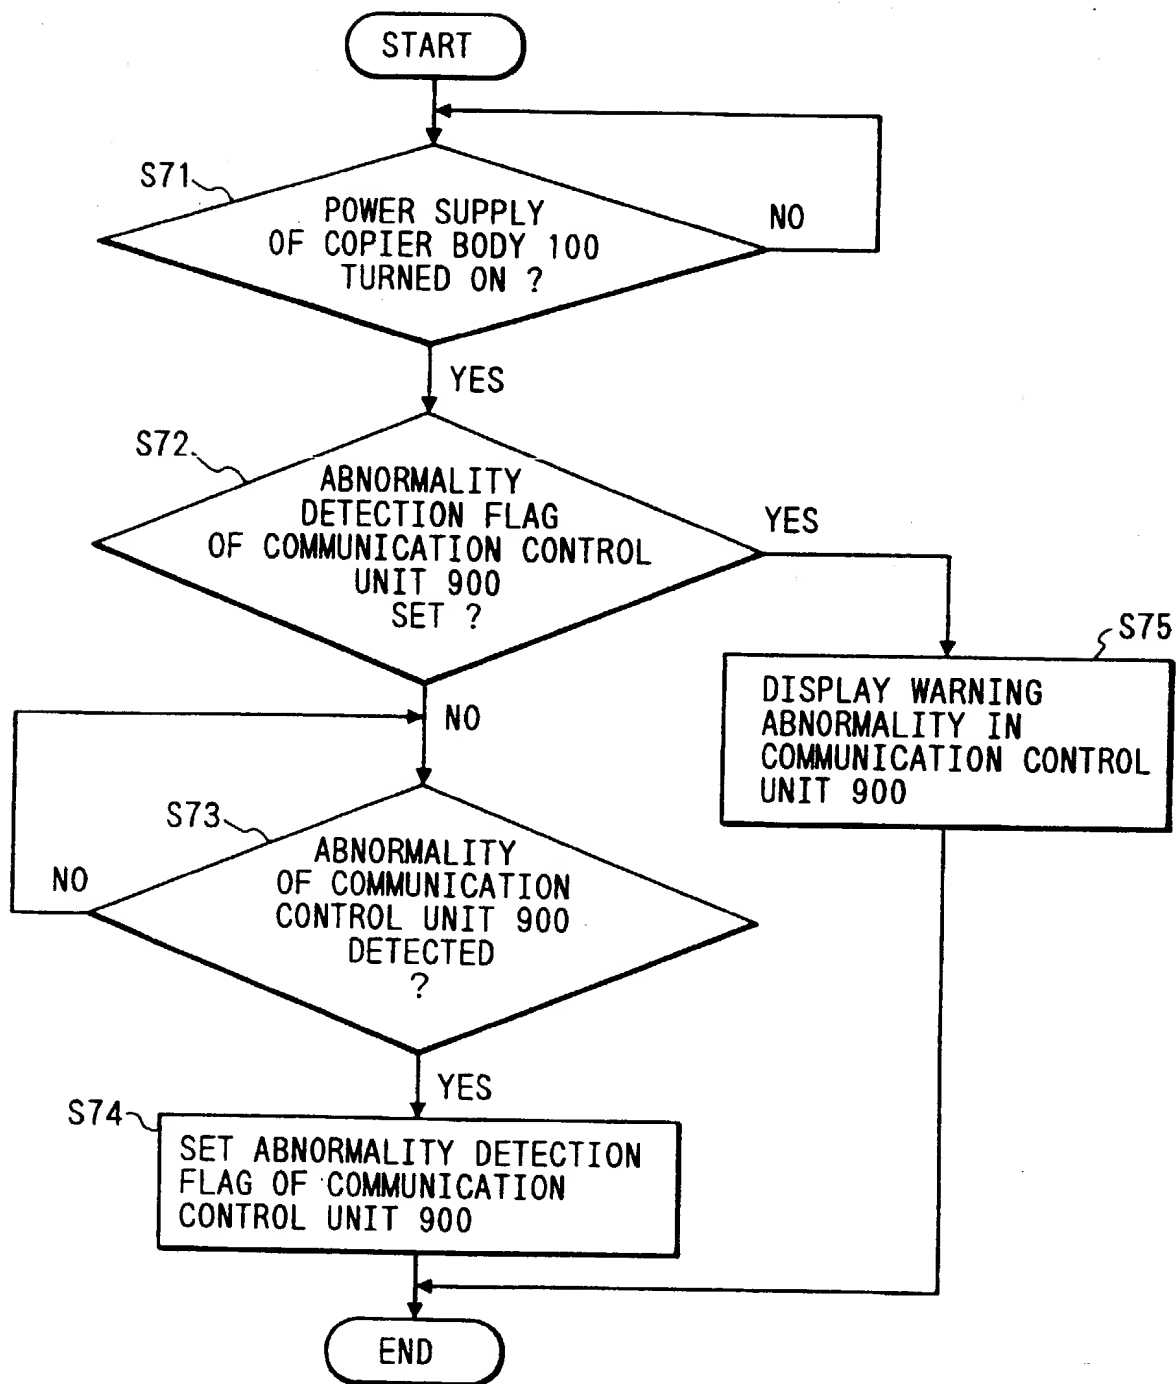 START
S71
POWER SUPPLY
OF COPIER BODY 100
TURNED ON ?
NO
YES
S72
ABNORMALITY
DETECTION FLAG
OF COMMUNICATION CONTROL
UNIT 900
SET ?
YES
S75
DISPLAY WARNING
ABNORMALITY IN
COMMUNICATION CONTROL
UNIT 900
NO
S73
ABNORMALITY
OF COMMUNICATION
CONTROL UNIT 900
DETECTED
?
NO
YES
S74
SET ABNORMALITY DETECTION
FLAG OF COMMUNICATION
CONTROL UNIT 900
END